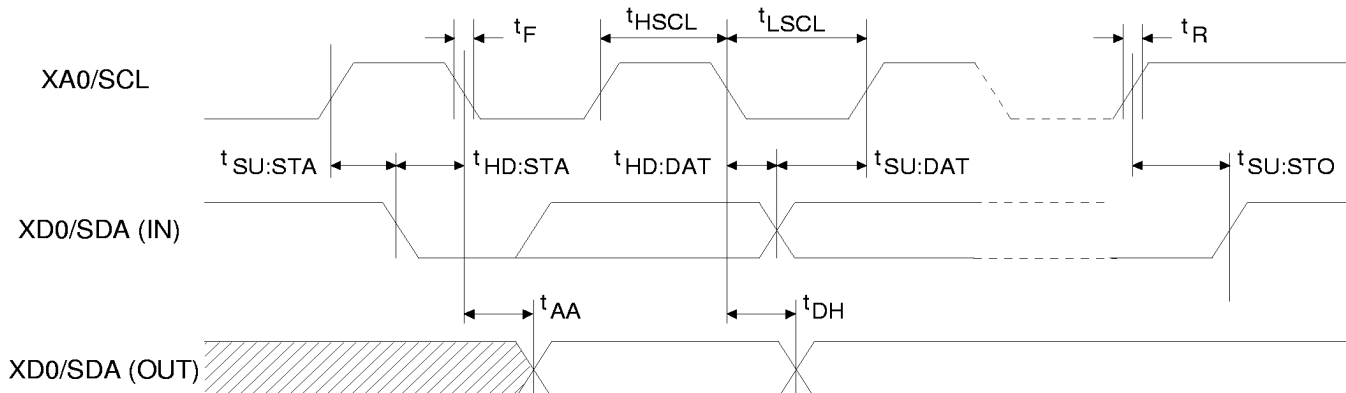 tF
tHSCL
tLSCL
tR
XA0/SCL
tSU:STA
tHD:STA
tHD:DAT
tSU:DAT
tSU:STO
XD0/SDA (IN)
tAA
tDH
XD0/SDA (OUT)